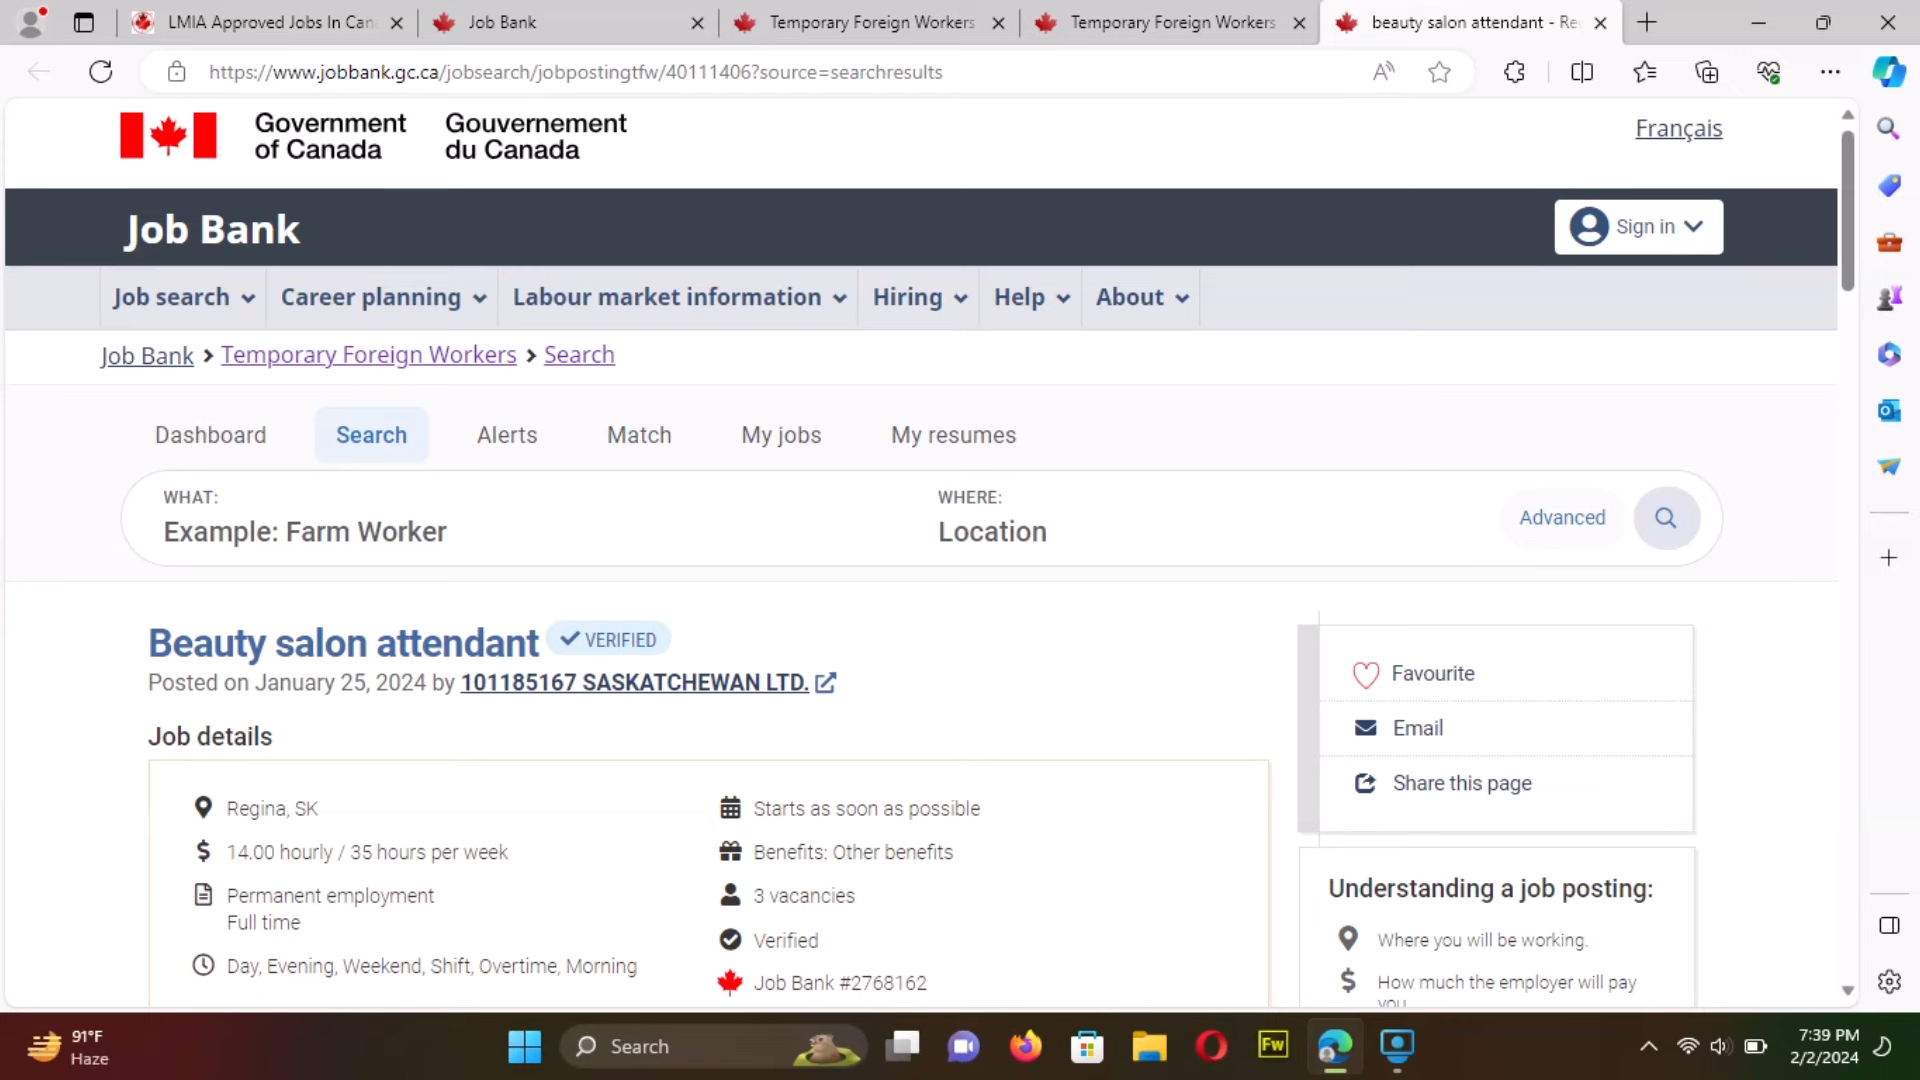 LMIA Approved Jobs In Can
Job Bank
Temporary Foreign Workers
Temporary Foreign Workers
beauty salon attendant - Re
https://www.jobbank.gc.ca/jobsearch/jobpostingtfw/40111406?source=searchresults
Government of Canada
Gouvernement du Canada
Français
Job Bank
Sign in
Job search
Career planning
Labour market information
Hiring
Help
About
Job Bank > Temporary Foreign Workers > Search
Dashboard
Search
Alerts
Match
My jobs
My resumes
WHAT:
Example: Farm Worker
WHERE:
Location
Advanced
Beauty salon attendant
VERIFIED
Posted on January 25, 2024 by 101185167 SASKATCHEWAN LTD.
Job details
Regina, SK
14.00 hourly / 35 hours per week
Permanent employment
Full time
Day, Evening, Weekend, Shift, Overtime, Morning
Starts as soon as possible
Benefits: Other benefits
3 vacancies
Verified
Job Bank #2768162
Favourite
Email
Share this page
Understanding a job posting:
Where you will be working.
How much the employer will pay
you
91°F
Haze
Search
Fw
7:39 PM
2/2/2024